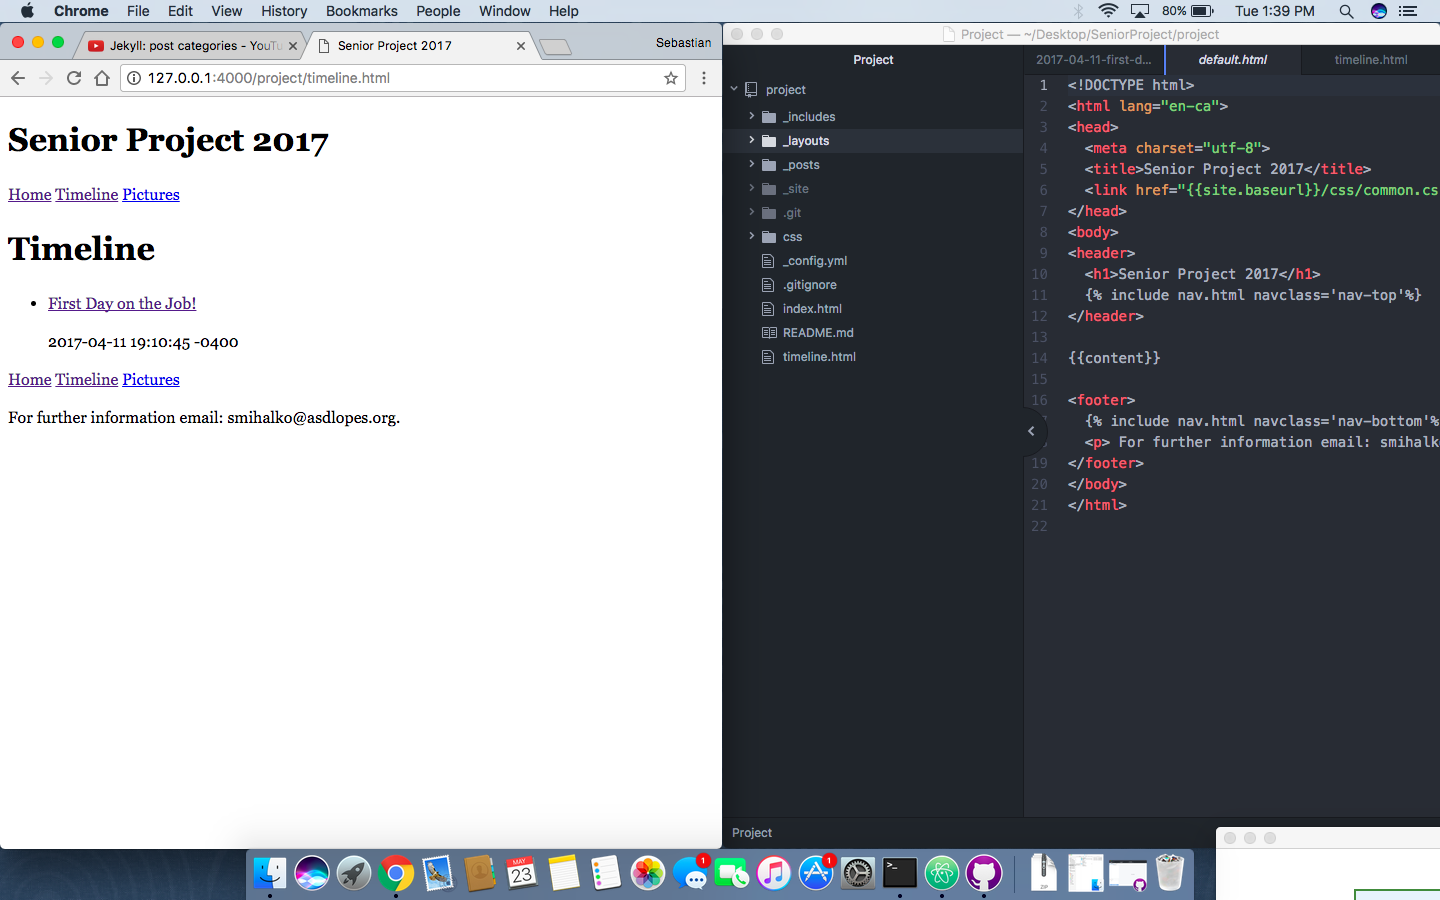 Chrome File Edit View History Bookmarks People Window Help 80% Tue 1:39 PM
Jekyll: post categories - YouTu Senior Project 2017 Sebastian
127.0.0.1:4000/project/timeline.html
Senior Project 2017
Home Timeline Pictures
Timeline
First Day on the Job!
2017-04-11 19:10:45 -0400
Home Timeline Pictures
For further information email: smihalko@asdlopes.org.
Project — ~/Desktop/SeniorProject/project
Project
project
_includes
_layouts
_posts
_site
.git
css
_config.yml
.gitignore
index.html
README.md
timeline.html
Project
2017-04-11-first-d... default.html timeline.html
1 <!DOCTYPE html>
2 <html lang="en-ca">
3 <head>
4 <meta charset="utf-8">
5 <title>Senior Project 2017</title>
6 <link href="{{site.baseurl}}/css/common.cs
7 </head>
8 <body>
9 <header>
10 <h1>Senior Project 2017</h1>
11 {% include nav.html navclass='nav-top'%}
12 </header>
13
14 {{content}}
15
16 <footer>
{% include nav.html navclass='nav-bottom'%
<p> For further information email: smihalk
19 </footer>
20 </body>
21 </html>
22
MAY
23
1
1
ZIP